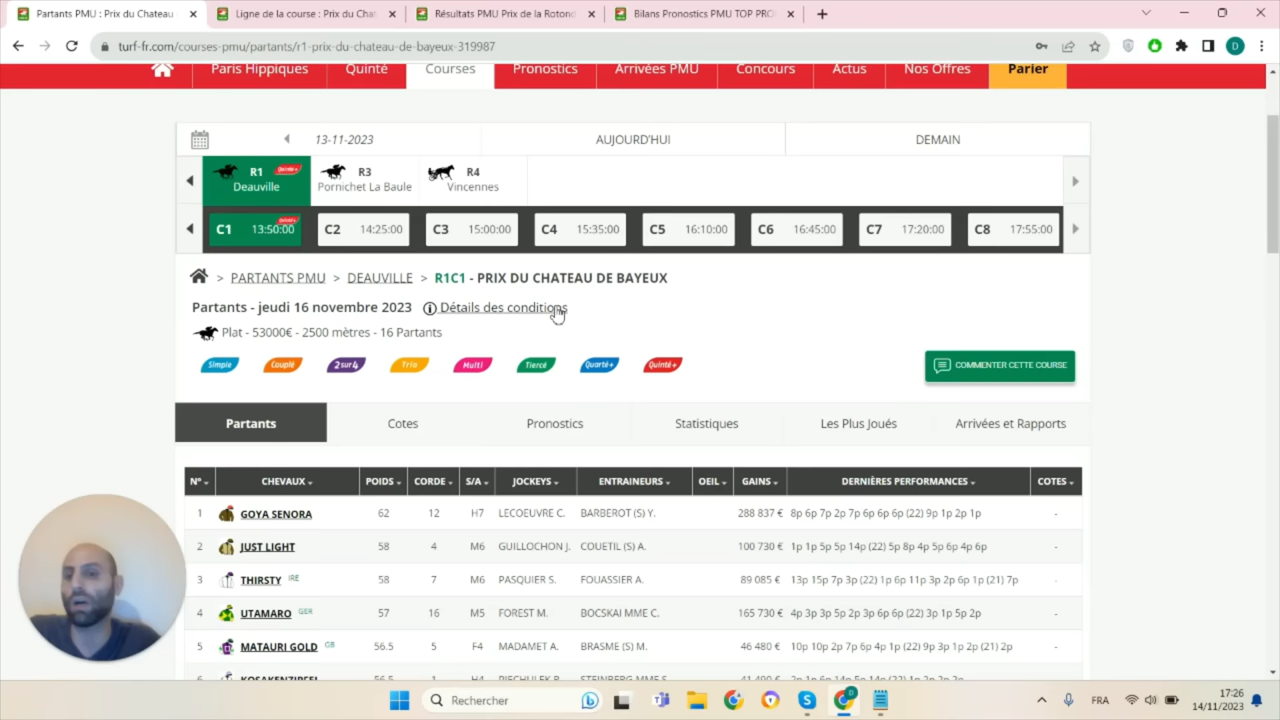 Partants PMU : Prix du Chateau
Ligne de la course : Prix du Chat
Résultats PMU Prix de la Rotond
Bilans Pronostics PMU TOP PRO
turf-fr.com/courses-pmu/partants/r1-prix-du-chateau-de-bayeux-319987
D
Paris Hippiques Quinté Courses Pronostics Arrivées PMU Concours Actus Nos Offres Parier
13-11-2023 AUJOURD'HUI DEMAIN
R1 Quinté+ R3 R4
Deauville Pornichet La Baule Vincennes
C1 13:50:00 Quinté+ C2 14:25:00 C3 15:00:00 C4 15:35:00 C5 16:10:00 C6 16:45:00 C7 17:20:00 C8 17:55:00
> PARTANTS PMU > DEAUVILLE > R1C1 - PRIX DU CHATEAU DE BAYEUX
Partants - jeudi 16 novembre 2023 Détails des conditions
Plat - 53000€ - 2500 mètres - 16 Partants
Simple Couplé 2sur4 Trio Multi Tiercé Quarté+ Quinté+
COMMENTER CETTE COURSE
Partants Cotes Pronostics Statistiques Les Plus Joués Arrivées et Rapports
N° CHEVAUX POIDS CORDE S/A JOCKEYS ENTRAINEURS OEIL GAINS DERNIÈRES PERFORMANCES COTES
1 GOYA SENORA 62 12 H7 LECOEUVRE C. BARBEROT (S) Y. 288 837 € 8p 6p 7p 2p 7p 6p 6p 6p (22) 9p 1p 2p 1p -
2 JUST LIGHT 58 4 M6 GUILLOCHON J. COUETIL (S) A. 100 730 € 1p 1p 5p 5p 14p (22) 5p 8p 4p 5p 6p 4p 6p -
3 THIRSTY IRE 58 7 M6 PASQUIER S. FOUASSIER A. 89 085 € 13p 15p 7p 3p (22) 1p 6p 11p 3p 2p 6p 1p (21) 7p -
4 UTAMARO GER 57 16 M5 FOREST M. BOCSKAI MME C. 165 730 € 4p 3p 3p 5p 2p 3p 6p 6p (22) 3p 1p 5p 2p -
5 MATAURI GOLD GB 56.5 5 F4 MADAMET A. BRASME (S) M. 46 480 € 10p 10p 2p 7p 6p 4p 1p (22) 9p 3p 1p 2p (21) 2p -
Rechercher
FRA
17:26
14/11/2023